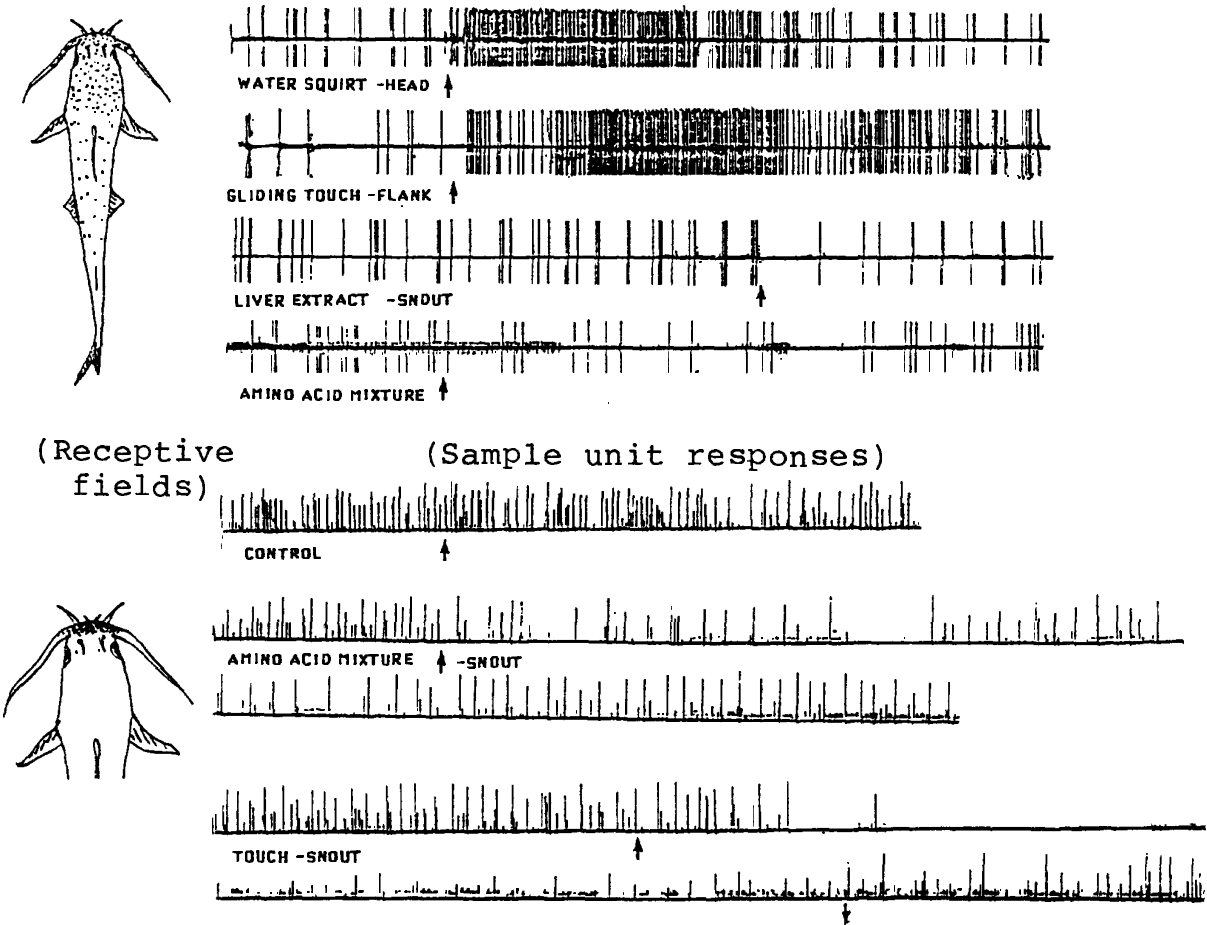 WATER SQUIRT -HEAD
GLIDING TOUCH -FLANK
LIVER EXTRACT -SNOUT
AMINO ACID MIXTURE
(Receptive fields)
(Sample unit responses)
CONTROL
AMINO ACID MIXTURE -SNOUT
TOUCH -SNOUT